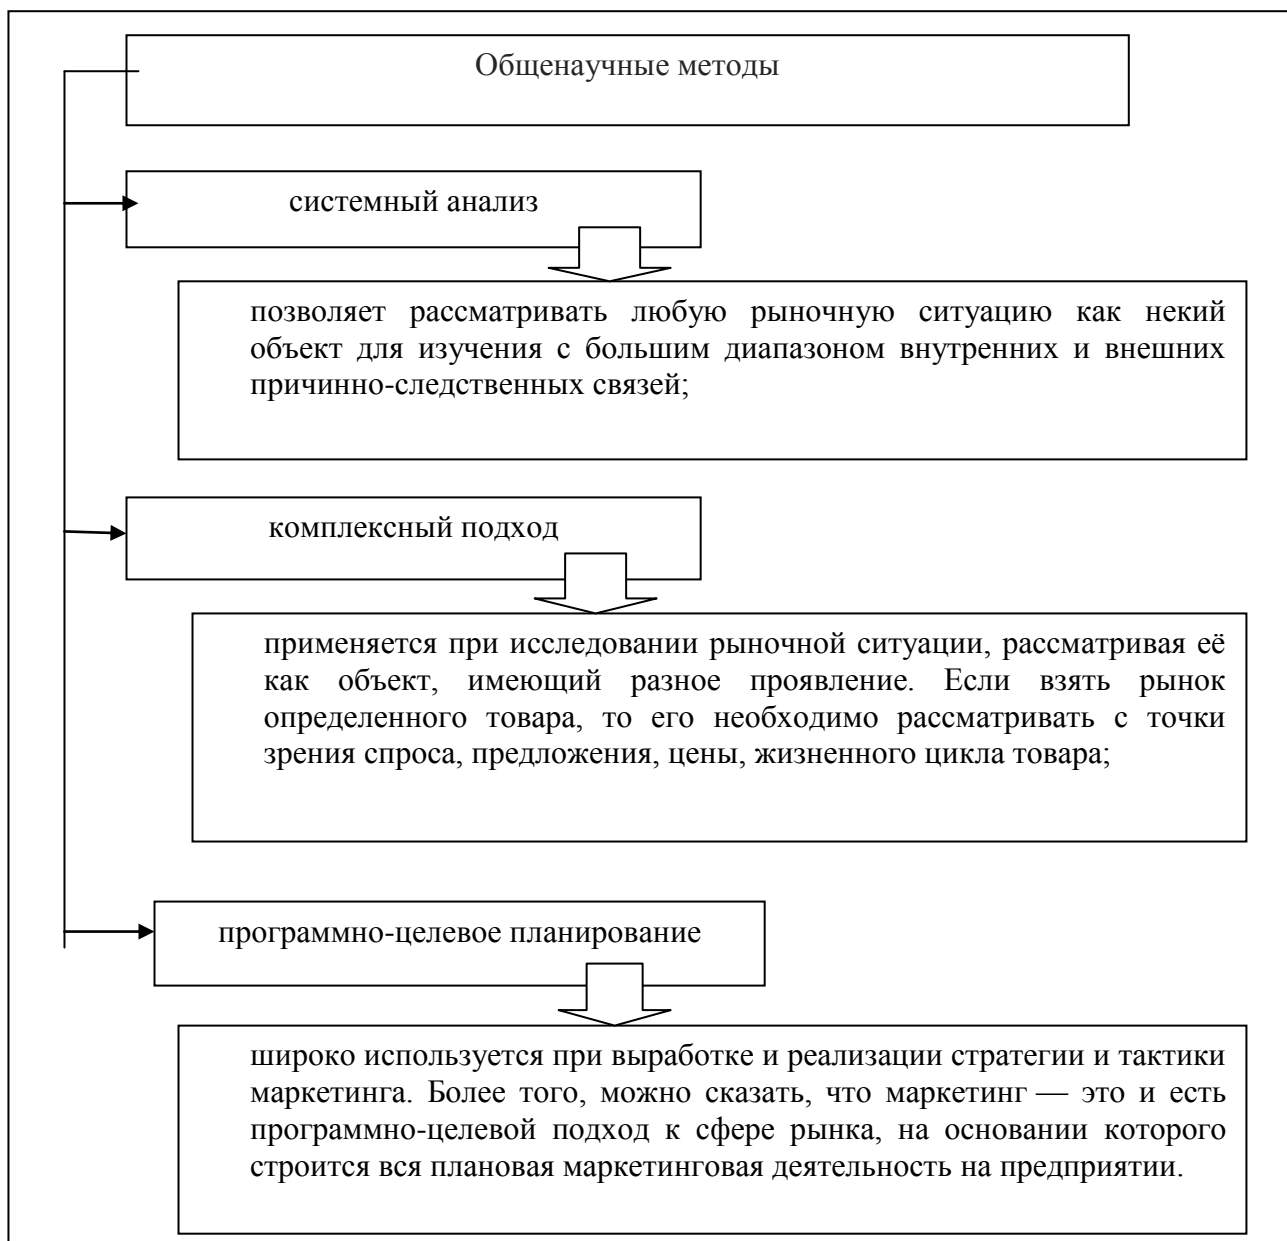 Общенаучные методы
системный анализ
позволяет рассматривать любую рыночную ситуацию как некий
объект для изучения с большим диапазоном внутренних и внешних
причинно-следственных связей;
комплексный подход
применяется при исследовании рыночной ситуации, рассматривая её
как объект, имеющий разное проявление. Если взять рынок
определенного товара, то его необходимо рассматривать с точки
зрения спроса, предложения, цены, жизненного цикла товара;
программно-целевое планирование
широко используется при выработке и реализации стратегии и тактики
маркетинга. Более того, можно сказать, что маркетинг — это и есть
программно-целевой подход к сфере рынка, на основании которого
строится вся плановая маркетинговая деятельность на предприятии.